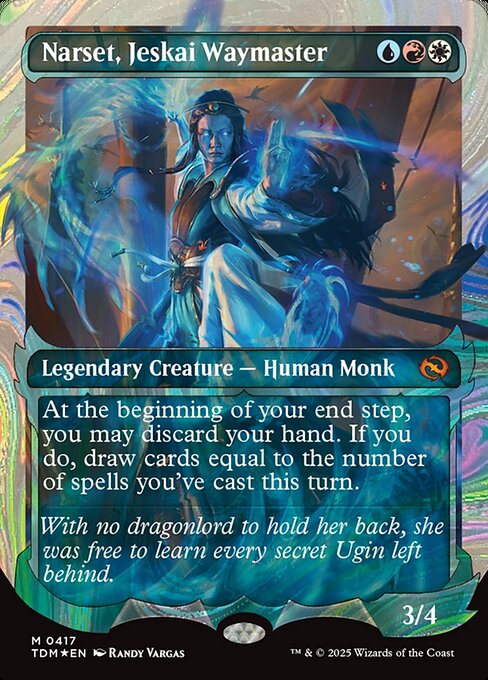 Narset, Jeskai Waymaster
Legendary Creature — Human Monk
At the beginning of your end step,
you may discard your hand. If you
do, draw cards equal to the number
of spells you've cast this turn.
With no dragonlord to hold her back, she
was free to learn every secret Ugin left
behind.
3/4
M 0417
TDM★EN RANDY VARGAS
™ & © 2025 Wizards of the Coast